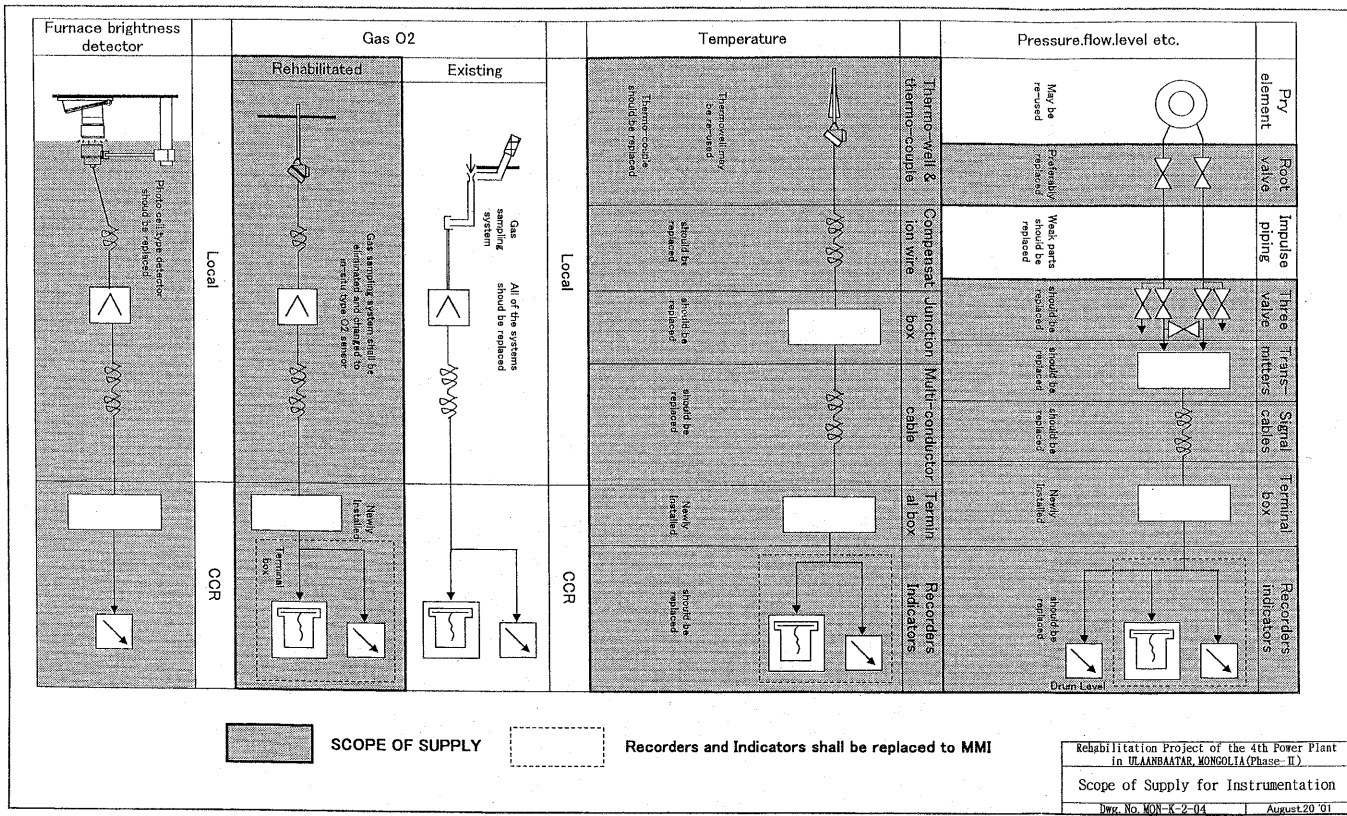 Furnace brightness
detector
Gas O2
Temperature
Pressure.flow.level etc.
Rehabilitated
Existing
Local
CCR
Photo-cell-type detector
shoud be replaced
Gas sampling system shall be
eliminated and changed to
in-situ type O2 sensor
Newly
Installed
Terminal
box
Gas
sampling
system
All of the systems
should be replaced
Local
CCR
Thermo-well &
thermo-couple
Thermowell may
be re-used
Thermo-couple
should be replaced
Compensat
ion wire
should be
replaced
Junction
box
should be
replaced
Multi-conductor
cable
should be
replaced
Termin
al box
Newly
Installed
Recorders
Indicators
should be
replaced
Pry
element
May be
re-used
Root
valve
Preferably
replaced
Impulse
piping
Weak parts
should be
replaced
Three
valve
should be
replaced
Trans-
mitters
should be
replaced
Signal
cables
should be
replaced
Terminal
box
Newly
Installed
Recorders
indicators
should be
replaced
Drum Level
SCOPE OF SUPPLY
Recorders and Indicators shall be replaced to MMI
Rehabilitation Project of the 4th Power Plant
in ULAANBAATAR, MONGOLIA(Phase-II)
Scope of Supply for Instrumentation
Dwg. No. MON-K-2-04
August.20 '01